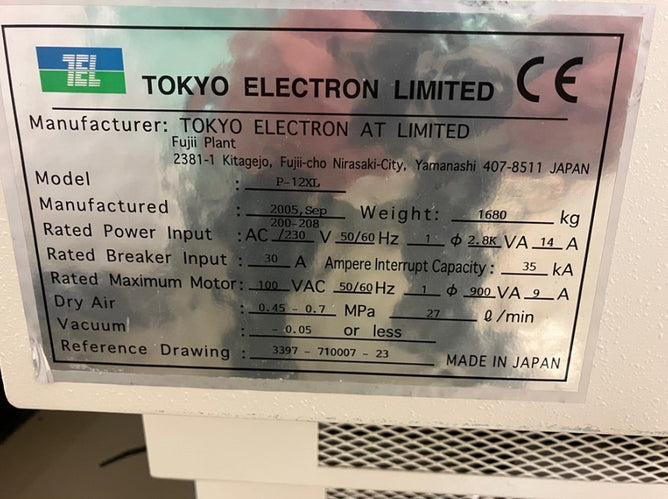 TEL TOKYO ELECTRON LIMITED CE
Manufacturer: TOKYO ELECTRON AT LIMITED
Fujii Plant
2381-1 Kitagejo, Fujii-cho Nirasaki-City, Yamanashi 407-8511 JAPAN
Model : P-12XL
Manufactured : 2005,Sep Weight: 1680 kg
200-208
Rated Power Input : AC /230 V 50/60 Hz 1 ϕ 2.8K VA 14 A
Rated Breaker Input : 30 A Ampere Interrupt Capacity : 35 kA
Rated Maximum Motor: 100 VAC 50/60 Hz 1 ϕ 900 VA 9 A
Dry Air : 0.45 - 0.7 MPa 27 ℓ/min
Vacuum : - 0.05 or less
Reference Drawing : 3397 - 710007 - 23 MADE IN JAPAN